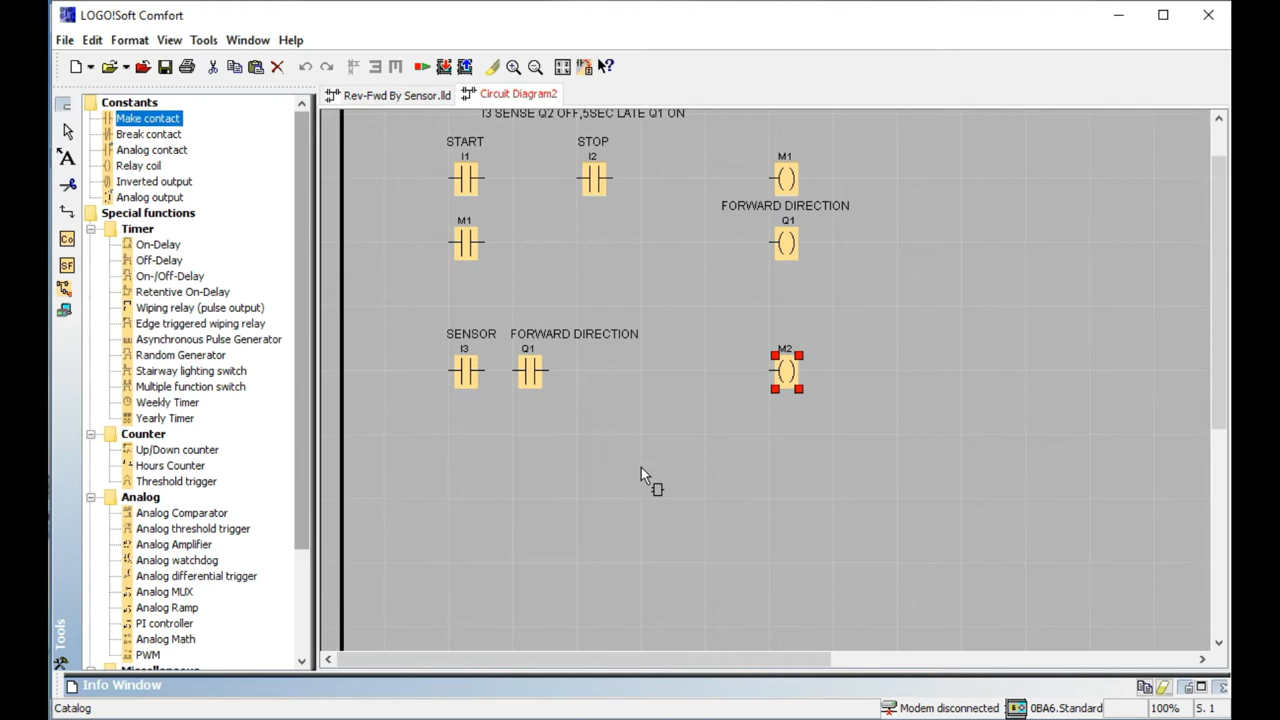 LOGO!Soft Comfort
File Edit Format View Tools Window Help
Rev-Fwd By Sensor.lld
Circuit Diagram2
Constants
Make contact
Break contact
Analog contact
Relay coil
Inverted output
Analog output
Special functions
Timer
On-Delay
Off-Delay
On-/Off-Delay
Retentive On-Delay
Wiping relay (pulse output)
Edge triggered wiping relay
Asynchronous Pulse Generator
Random Generator
Stairway lighting switch
Multiple function switch
Weekly Timer
Yearly Timer
Counter
Up/Down counter
Hours Counter
Threshold trigger
Analog
Analog Comparator
Analog threshold trigger
Analog Amplifier
Analog watchdog
Analog differential trigger
Analog MUX
Analog Ramp
PI controller
Analog Math
PWM
Miscellaneous
Co
SF
Tools
I3 SENSE Q2 OFF,5SEC LATE Q1 ON
START STOP
I1 I2 M1
FORWARD DIRECTION
M1 Q1
SENSOR FORWARD DIRECTION
I3 Q1 M2
Info Window
Catalog
Modem disconnected
0BA6.Standard
100%
S. 1